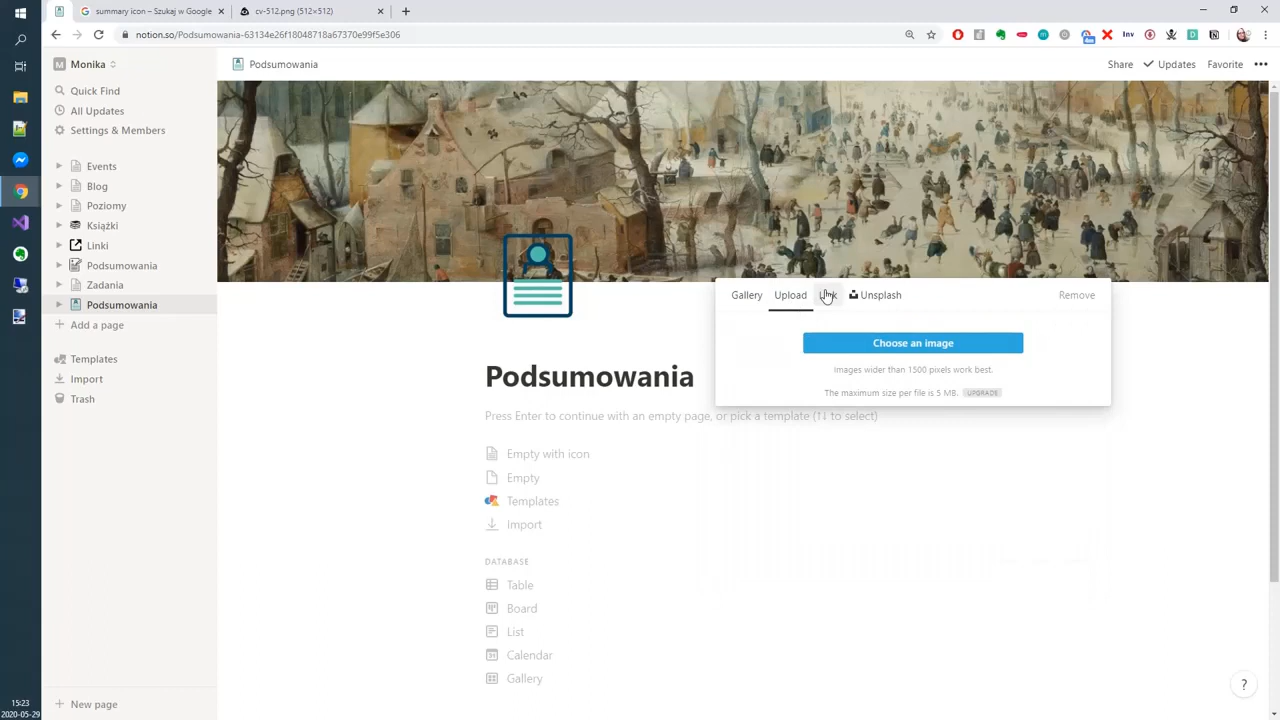 summary icon – Szukaj w Google
cv-512.png (512×512)
notion.so/Podsumowania-63134e26f18048718a67370e99f5e306
Inv
M Monika
Podsumowania
Share
Updates
Favorite
Quick Find
All Updates
Settings & Members
Events
Blog
Poziomy
Książki
Linki
Podsumowania
Zadania
Podsumowania
Add a page
Templates
Import
Trash
Gallery Upload Unsplash Remove
Choose an image
Images wider than 1500 pixels work best.
The maximum size per file is 5 MB. UPGRADE
Podsumowania
Press Enter to continue with an empty page, or pick a template (↑↓ to select)
Empty with icon
Empty
Templates
Import
DATABASE
Table
Board
List
Calendar
Gallery
New page
?
15:23
2020-05-29